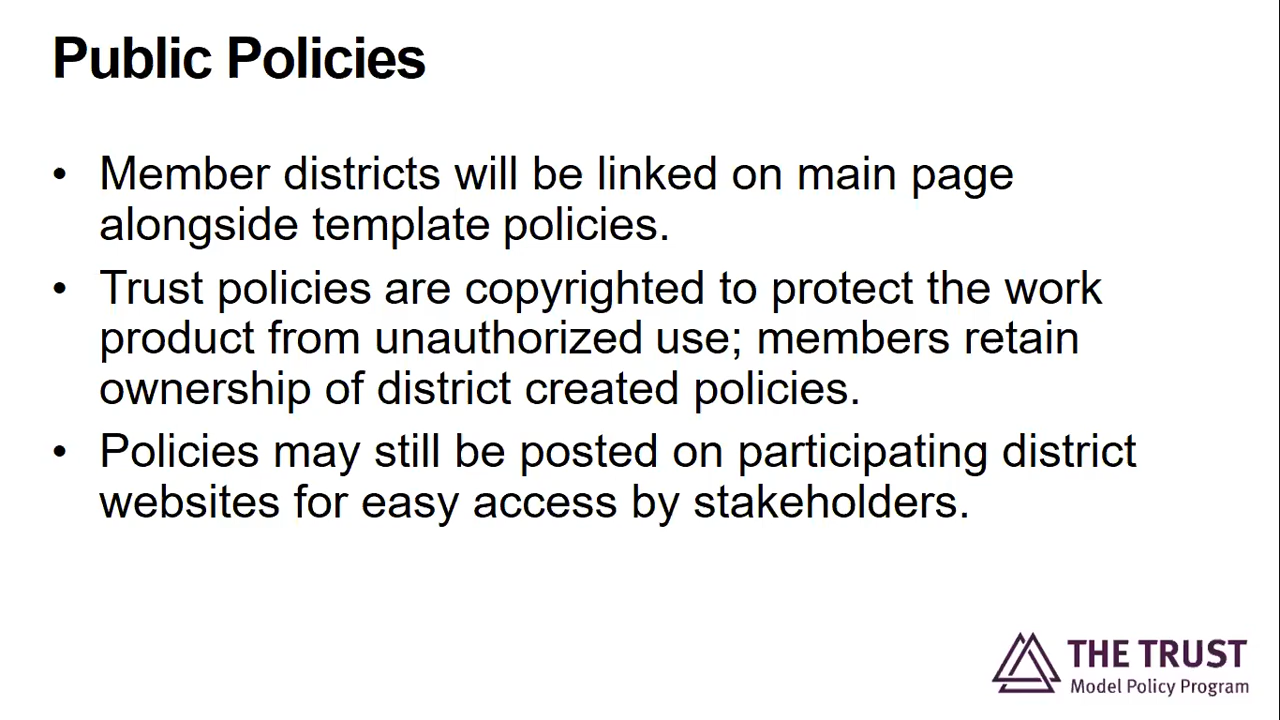 Public Policies
• Member districts will be linked on main page
alongside template policies.
• Trust policies are copyrighted to protect the work
product from unauthorized use; members retain
ownership of district created policies.
• Policies may still be posted on participating district
websites for easy access by stakeholders.
THE TRUST
Model Policy Program